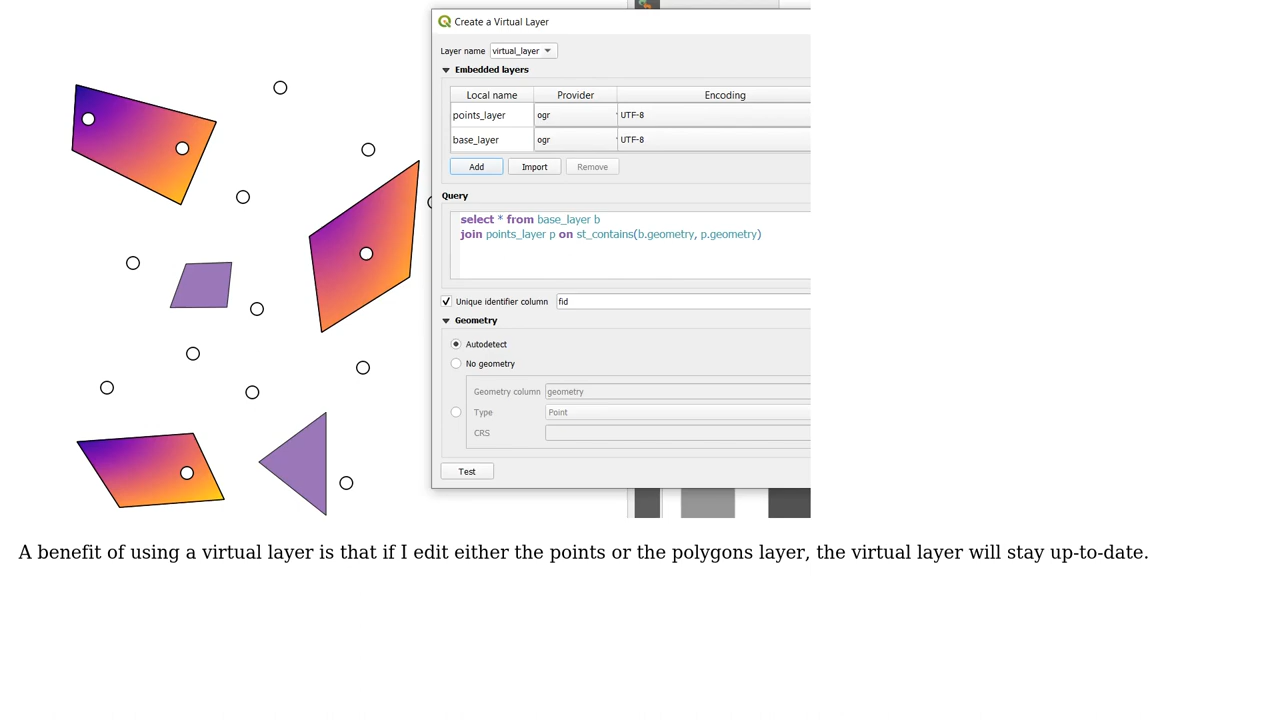 Create a Virtual Layer
Layer name virtual_layer
Embedded layers
Local name Provider Encoding
points_layer ogr UTF-8
base_layer ogr UTF-8
Add Import Remove
Query
select * from base_layer b
join points_layer p on st_contains(b.geometry, p.geometry)
Unique identifier column fid
Geometry
Autodetect
No geometry
Geometry column geometry
Type Point
CRS
Test
A benefit of using a virtual layer is that if I edit either the points or the polygons layer, the virtual layer will stay up-to-date.